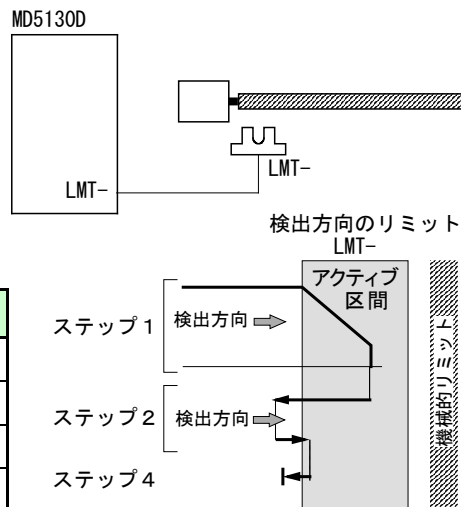 MD5130D
LMT-
LMT-
検出方向のリミット
LMT-
アクティブ
区間
機械的リミット
ステップ1
検出方向
ステップ2
検出方向
ステップ4